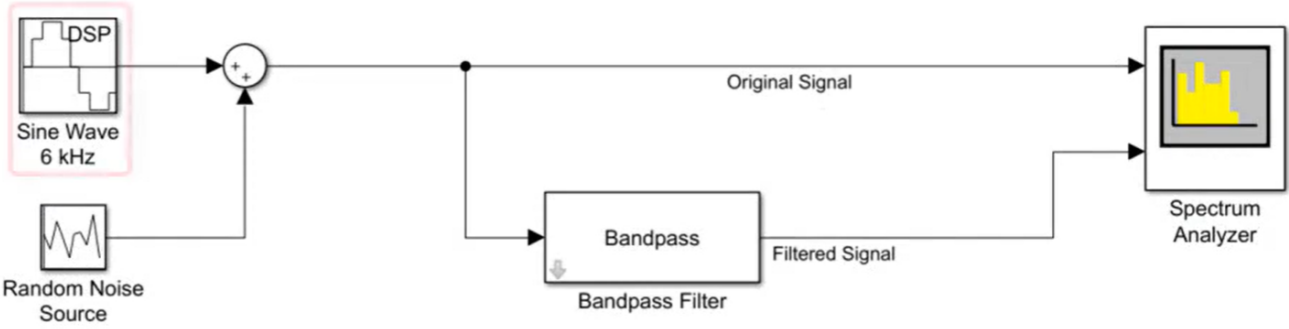 DSP
Sine Wave
6 kHz
+
+
Original Signal
Random Noise
Source
Bandpass
Bandpass Filter
Filtered Signal
Spectrum
Analyzer